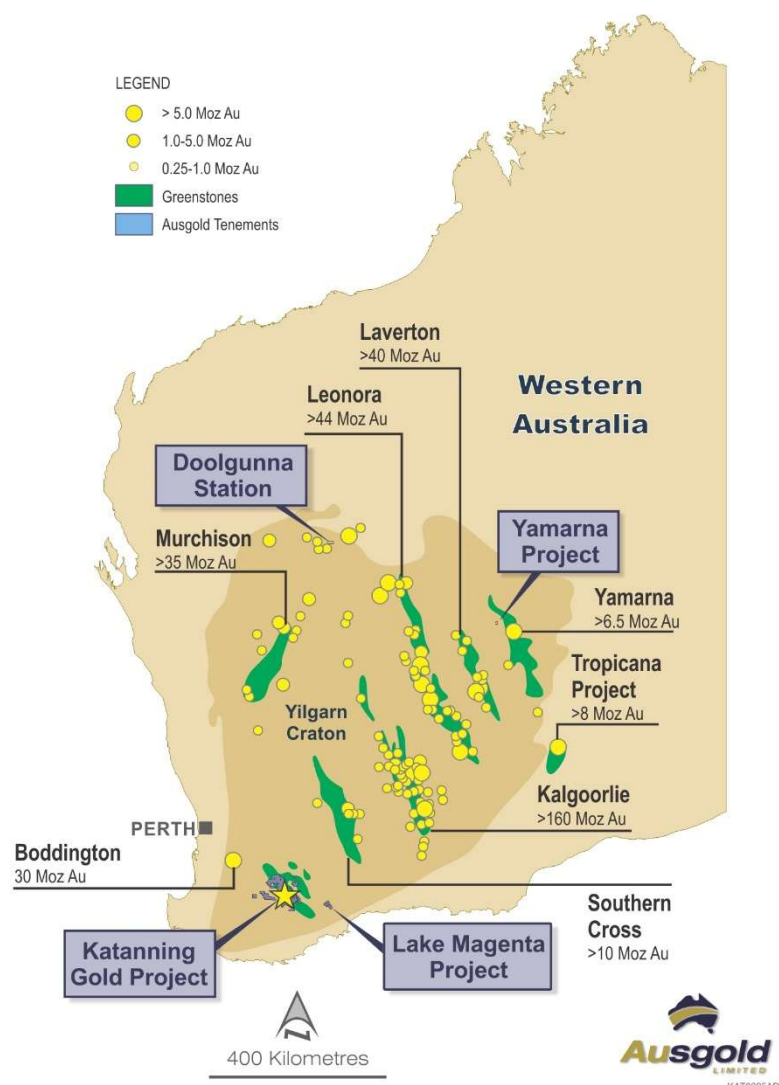 LEGEND
> 5.0 Moz Au
1.0-5.0 Moz Au
0.25-1.0 Moz Au
Greenstones
Ausgold Tenements
Laverton
>40 Moz Au
Leonora
>44 Moz Au
Western
Australia
Doolgunna
Station
Murchison
>35 Moz Au
Yamarna
Project
Yamarna
>6.5 Moz Au
Tropicana
Project
>8 Moz Au
Yilgarn
Craton
Kalgoorlie
>160 Moz Au
PERTH
Boddington
30 Moz Au
Southern
Cross
>10 Moz Au
Katanning
Gold Project
Lake Magenta
Project
N
400 Kilometres
Ausgold
LIMITED